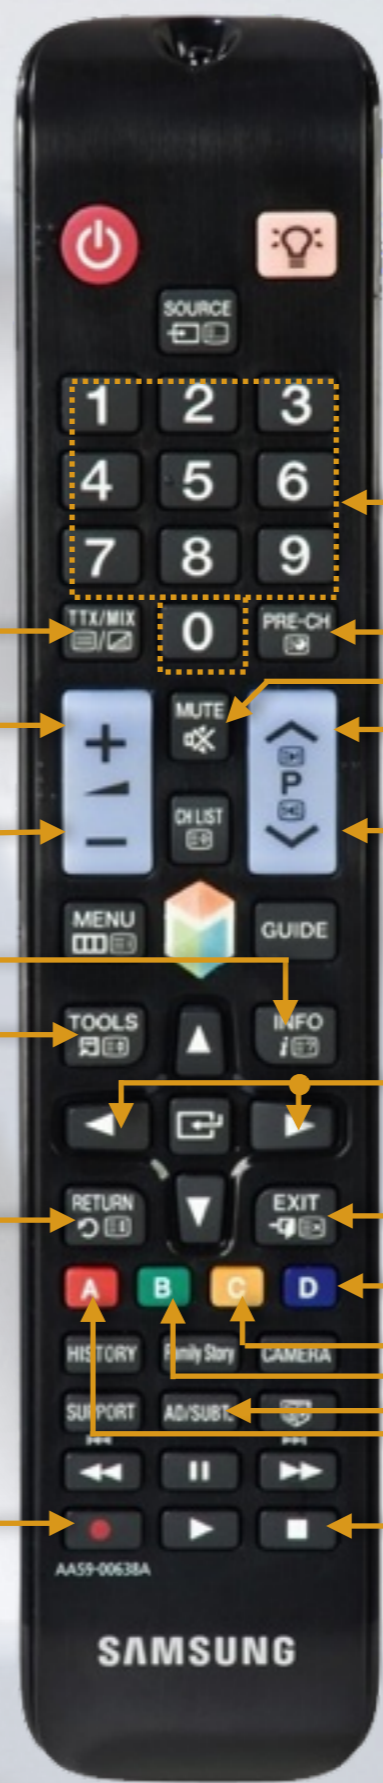 SOURCE
1 2 3
4 5 6
7 8 9
TTX/MIX 0 PRE-CH
MUTE
+ P
CH LIST
−
MENU GUIDE
TOOLS INFO
i
RETURN EXIT
A B C D
HISTORY Family Story CAMERA
SUPPORT AD/SUBT.
AA59-00638A
SAMSUNG